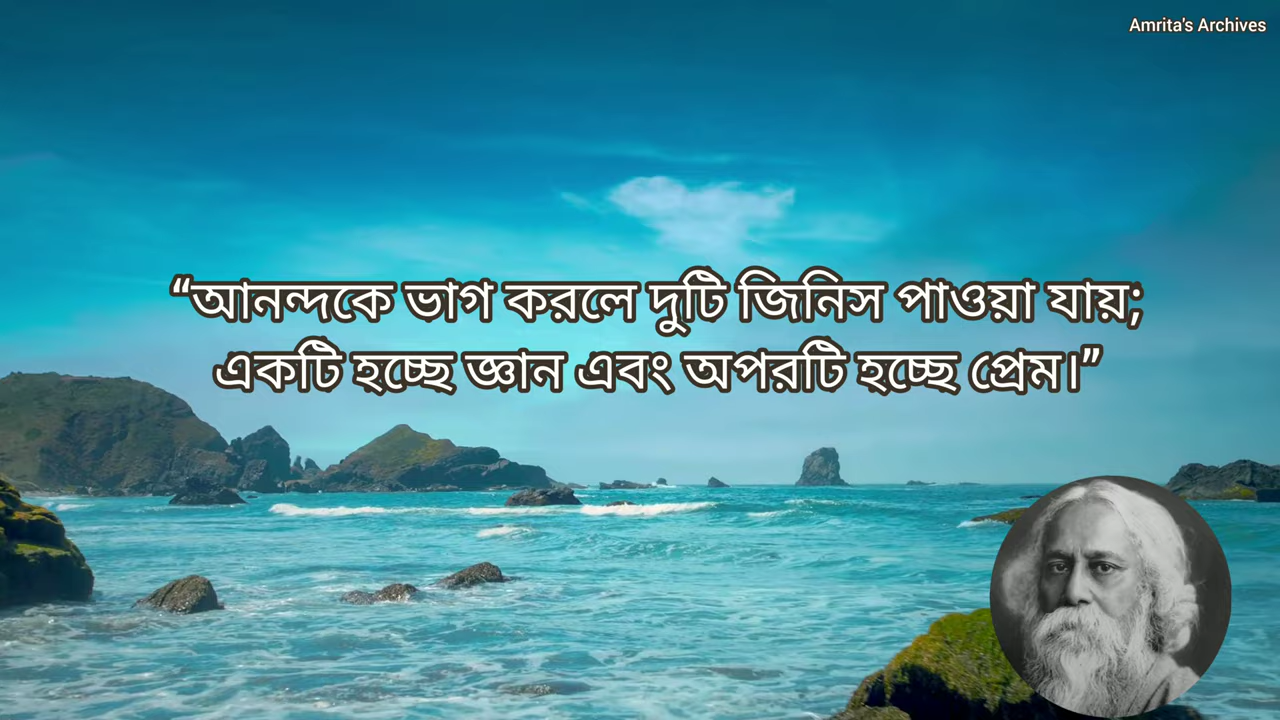 Amrita's Archives
“আনন্দকে ভাগ করলে দুটি জিনিস পাওয়া যায়;
একটি হচ্ছে জ্ঞান এবং অপরটি হচ্ছে প্রেম।”